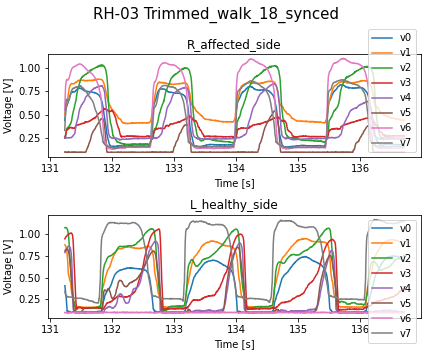 RH-03 Trimmed_walk_18_synced
R_affected_side
Voltage [V]
1.00
0.75
0.50
0.25
131 132 133 134 135 136
Time [s]
v0
v1
v2
v3
v4
v5
v6
v7
L_healthy_side
Voltage [V]
1.00
0.75
0.50
0.25
131 132 133 134 135 136
Time [s]
v0
v1
v2
v3
v4
v5
v6
v7